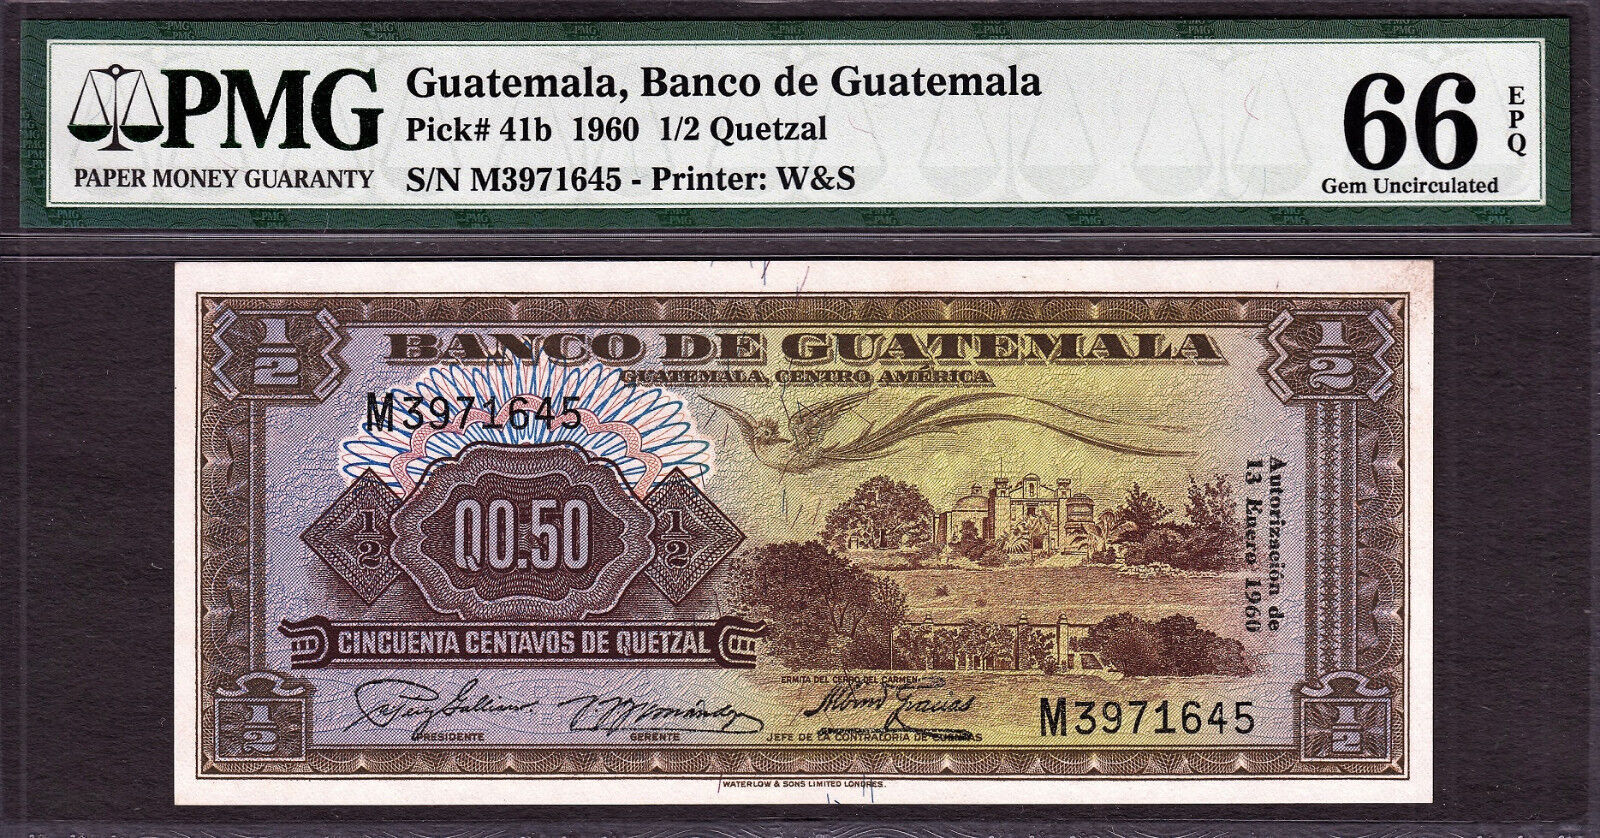 PMG
PAPER MONEY GUARANTY
Guatemala, Banco de Guatemala
Pick# 41b 1960 1/2 Quetzal
S/N M3971645 - Printer: W&S
66
EPQ
Gem Uncirculated
1/2
1/2
BANCO DE GUATEMALA
GUATEMALA, CENTRO AMÉRICA
M3971645
1/2
Q0.50
1/2
Autorización de
13 Enero 1960
CINCUENTA CENTAVOS DE QUETZAL
ERMITA DEL CERRO DEL CARMEN
M3971645
PRESIDENTE
GERENTE
JEFE DE LA CONTRALORIA DE CUENTAS
1/2
1/2
WATERLOW & SONS LIMITED LONDRES.